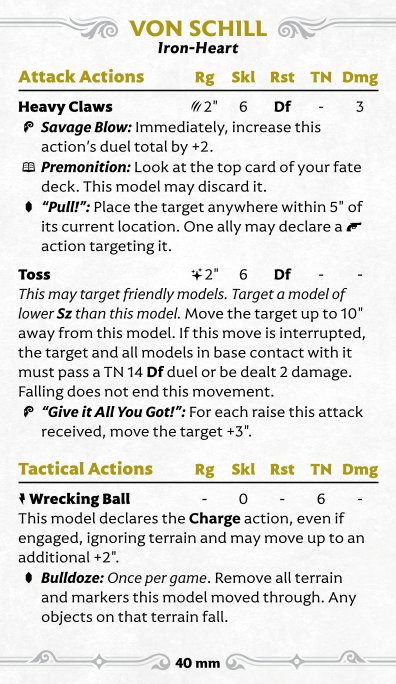 VON SCHILL
Iron-Heart
Attack Actions Rg Skl Rst TN Dmg
Heavy Claws 2" 6 Df - 3
Savage Blow: Immediately, increase this
action's duel total by +2.
Premonition: Look at the top card of your fate
deck. This model may discard it.
"Pull!": Place the target anywhere within 5" of
its current location. One ally may declare a
action targeting it.
Toss 2" 6 Df - -
This may target friendly models. Target a model of
lower Sz than this model. Move the target up to 10"
away from this model. If this move is interrupted,
the target and all models in base contact with it
must pass a TN 14 Df duel or be dealt 2 damage.
Falling does not end this movement.
"Give it All You Got!": For each raise this attack
received, move the target +3".
Tactical Actions Rg Skl Rst TN Dmg
Wrecking Ball - 0 - 6 -
This model declares the Charge action, even if
engaged, ignoring terrain and may move up to an
additional +2".
Bulldoze: Once per game. Remove all terrain
and markers this model moved through. Any
objects on that terrain fall.
40 mm